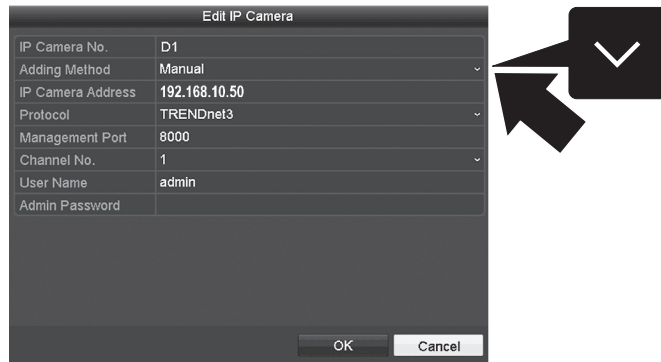 Edit IP Camera
IP Camera No. D1
Adding Method Manual
IP Camera Address 192.168.10.50
Protocol TRENDnet3
Management Port 8000
Channel No. 1
User Name admin
Admin Password
OK Cancel